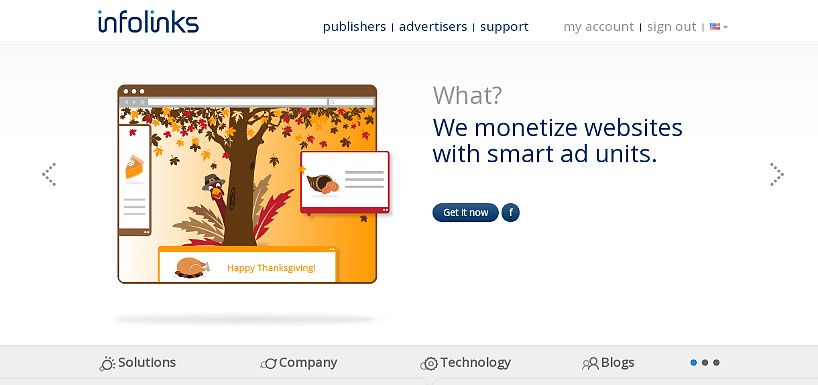 infolinks
publishers | advertisers | support
my account | sign out |
What?
We monetize websites
with smart ad units.
Get it now f
Happy Thanksgiving!
Solutions Company Technology Blogs